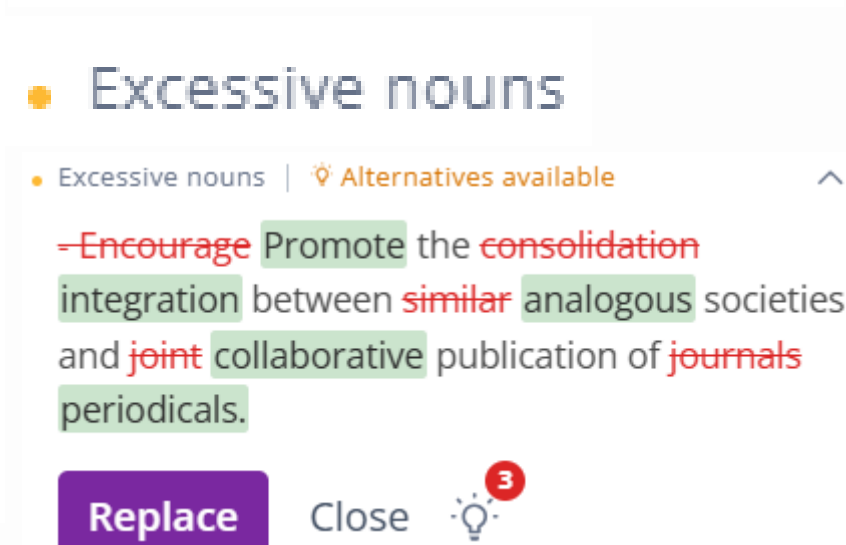 Excessive nouns
Excessive nouns | Alternatives available
- Encourage Promote the consolidation
integration between similar analogous societies
and joint collaborative publication of journals
periodicals.
3
Replace Close